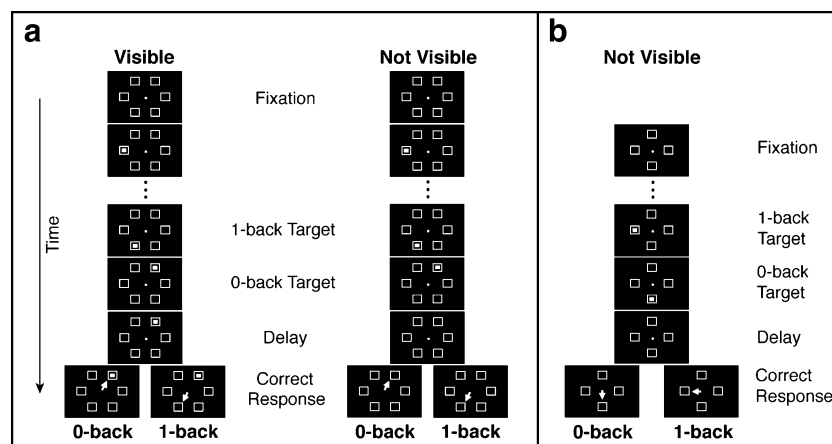 a
Visible
Not Visible
Fixation
Time
1-back Target
0-back Target
Delay
Correct
Response
0-back
1-back
0-back
1-back
b
Not Visible
Fixation
1-back
Target
0-back
Target
Delay
Correct
Response
0-back
1-back